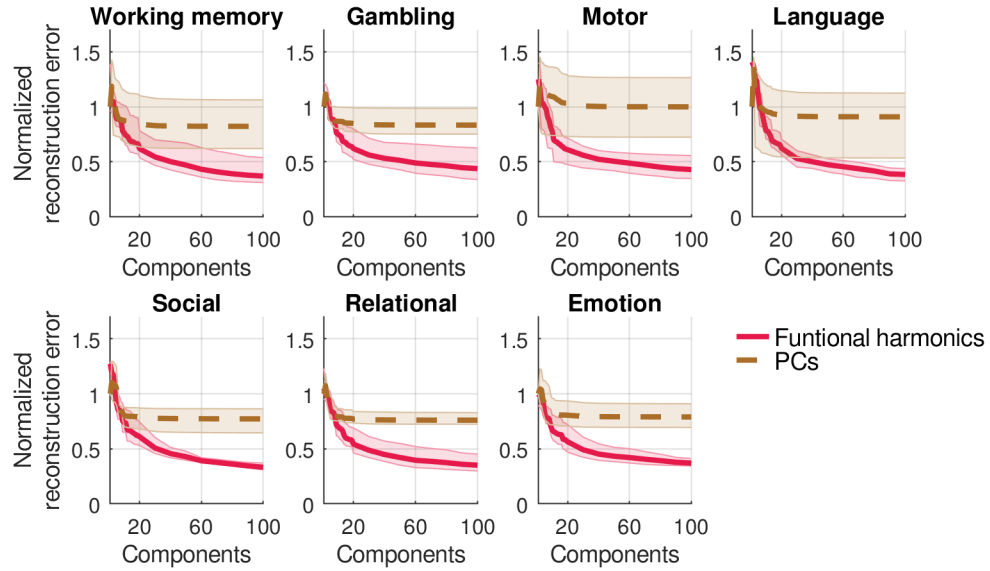 Working memory
Gambling
Motor
Language
Normalized
reconstruction error
1.5
1
0.5
0
20 60 100
Components
1.5
1
0.5
0
20 60 100
Components
1.5
1
0.5
0
20 60 100
Components
1.5
1
0.5
0
20 60 100
Components
Social
Relational
Emotion
Normalized
reconstruction error
1.5
1
0.5
0
20 60 100
Components
1.5
1
0.5
0
20 60 100
Components
1.5
1
0.5
0
20 60 100
Components
Funtional harmonics
PCs